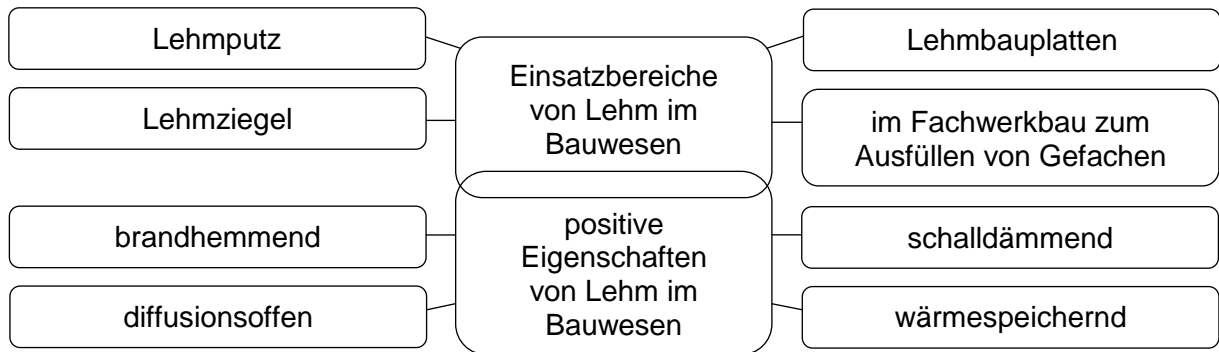 Lehmputz
Lehmziegel
Einsatzbereiche
von Lehm im
Bauwesen
Lehmbauplatten
im Fachwerkbau zum
Ausfüllen von Gefachen
brandhemmend
diffusionsoffen
positive
Eigenschaften
von Lehm im
Bauwesen
schalldämmend
wärmespeichernd